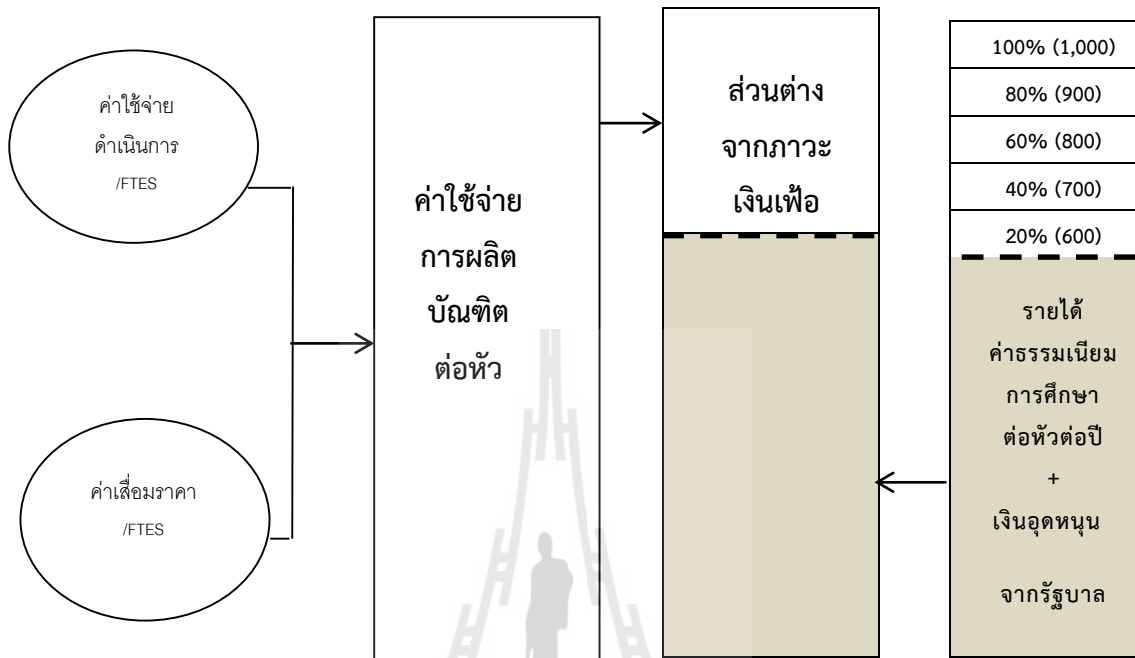 ค่าใช้จ่าย
ดำเนินการ
/FTES
ค่าเสื่อมราคา
/FTES
ค่าใช้จ่าย
การผลิต
บัณฑิต
ต่อหัว
ส่วนต่าง
จากภาวะ
เงินเฟ้อ
100% (1,000)
80% (900)
60% (800)
40% (700)
20% (600)
รายได้
ค่าธรรมเนียม
การศึกษา
ต่อหัวต่อปี
+
เงินอุดหนุน
จากรัฐบาล